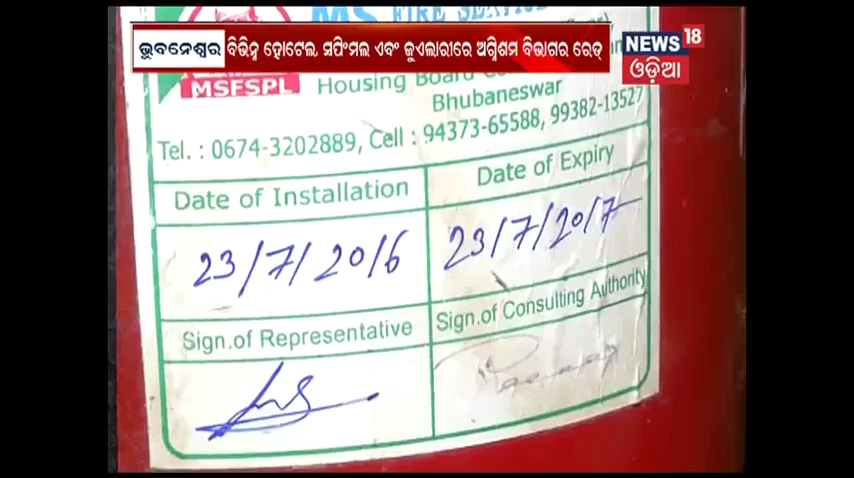 MS FIRE SERVICE
ଭୁବନେଶ୍ୱର ବିଭିନ୍ନ ହୋଟେଲ, ସପିଂମଲ ଏବଂ ଜୁଏଲାରୀରେ ଅଗ୍ନିଶମ ବିଭାଗର ରେଡ୍
NEWS 18
ଓଡ଼ିଆ
MSFSPL
Housing Board
Bhubaneswar
Tel. : 0674-3202889, Cell : 94373-65588, 99382-13527
Date of Installation Date of Expiry
23/7/2016 23/7/2017
Sign.of Representative Sign.of Consulting Authority